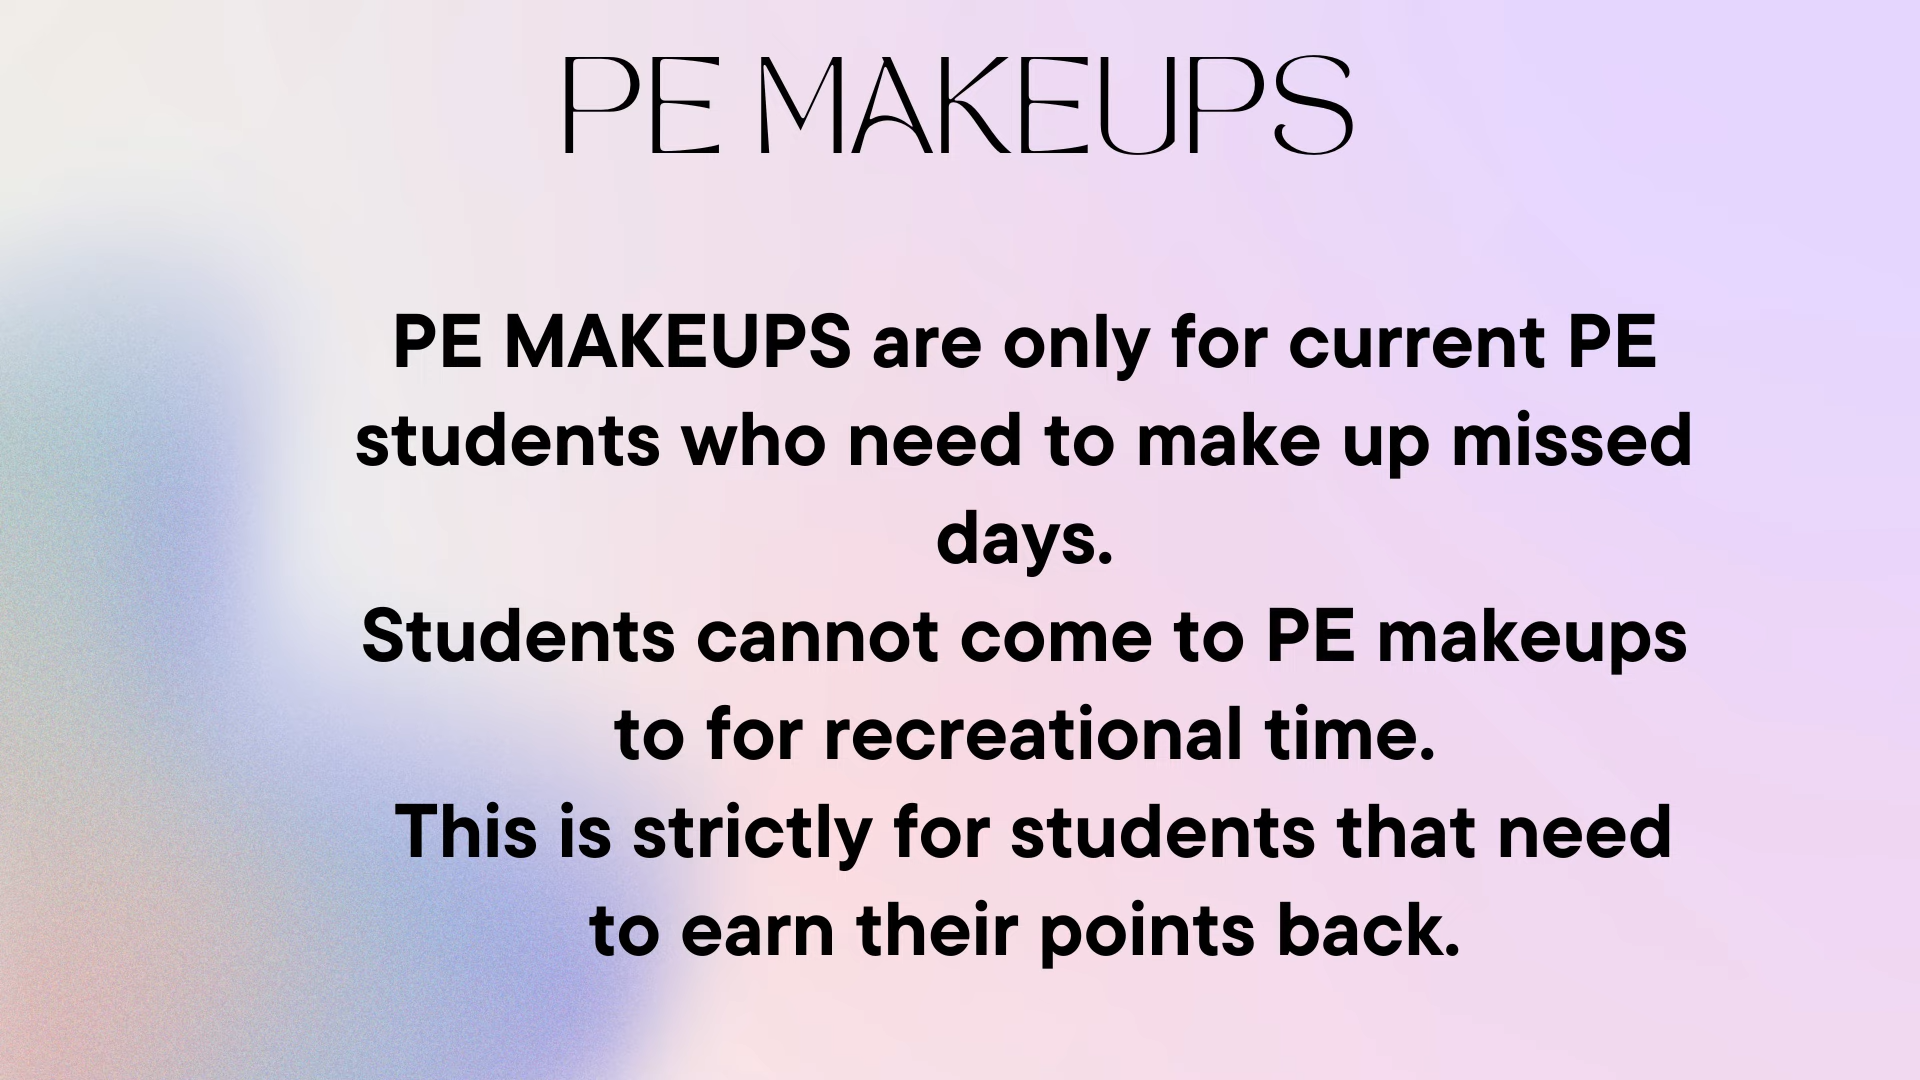 PE MAKEUPS
PE MAKEUPS are only for current PE
students who need to make up missed
days.
Students cannot come to PE makeups
to for recreational time.
This is strictly for students that need
to earn their points back.